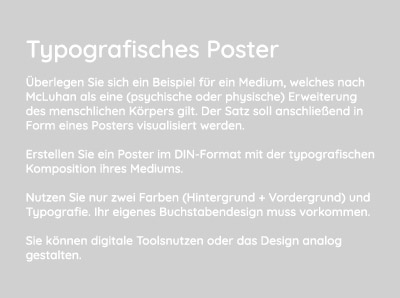 Typografisches Poster
Überlegen Sie sich ein Beispiel für ein Medium, welches nach
McLuhan als eine (psychische oder physische) Erweiterung
des menschlichen Körpers gilt. Der Satz soll anschließend in
Form eines Posters visualisiert werden.
Erstellen Sie ein Poster im DIN-Format mit der typografischen
Komposition ihres Mediums.
Nutzen Sie nur zwei Farben (Hintergrund + Vordergrund) und
Typografie. Ihr eigenes Buchstabendesign muss vorkommen.
Sie können digitale Toolsnutzen oder das Design analog
gestalten.